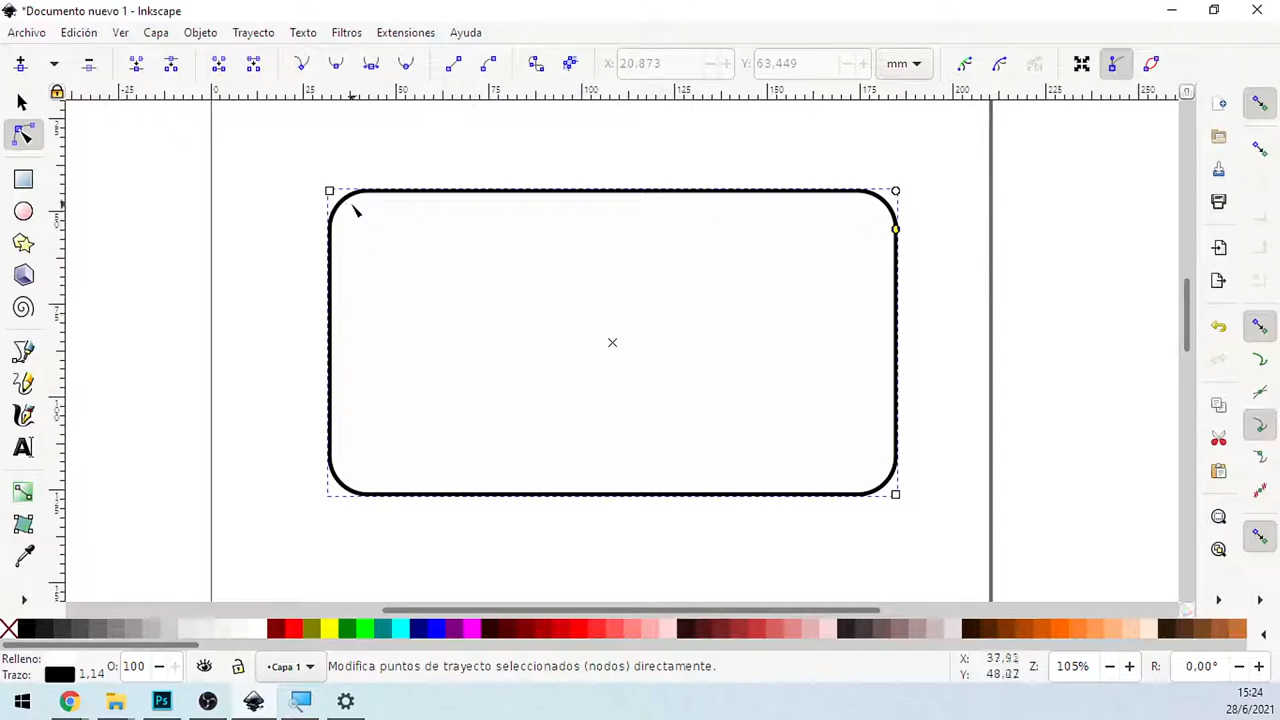 *Documento nuevo 1 - Inkscape
Archivo Edición Ver Capa Objeto Trayecto Filtros Texto Extensiones Ayuda
X: 20.873 Y: 63.449 mm
-25 0 25 50 75 100 125 150 175 200 225 250
Relleno:
Trazo: 1,14 O: 100 •Capa 1 Modifica puntos de trayecto seleccionados (nodos) directamente. X: Y: Z: 105% R: 0,00°
Ps
15:24
28/6/2021